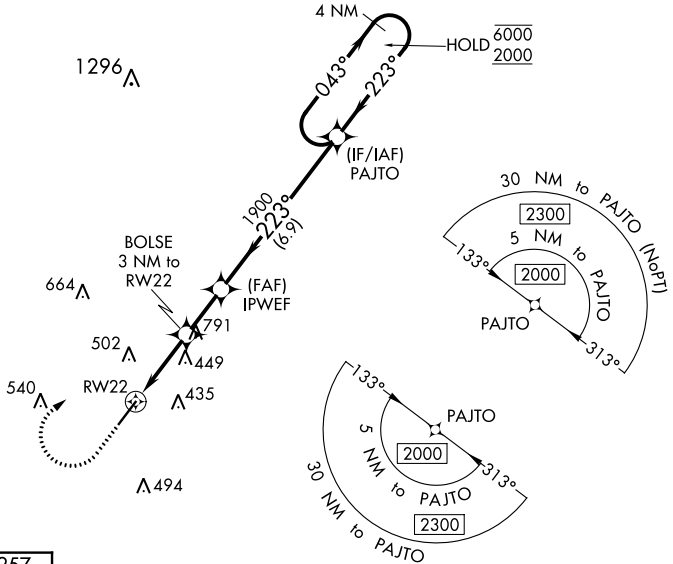 4 NM
HOLD
6000
2000
1296
043°
223°
(IF/IAF)
PAJTO
1900
223°
(6.9)
30 NM to PAJTO (NoPT)
2300
5 NM to PAJTO
2000
133°
PAJTO
313°
BOLSE
3 NM to
RW22
664
(FAF)
IPWEF
791
502
449
540
RW22
435
494
133°
PAJTO
2000
313°
5 NM to PAJTO
2300
30 NM to PAJTO